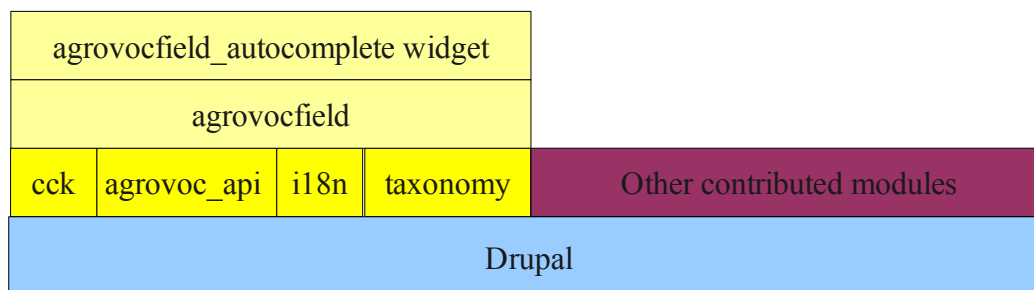 agrovocfield_autocomplete widget
agrovocfield
cck agrovoc_api i18n taxonomy Other contributed modules
Drupal